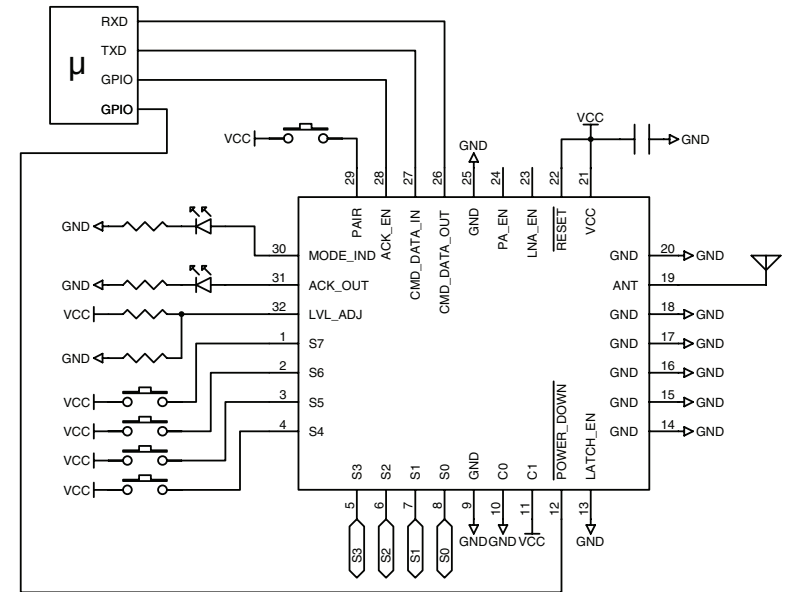 RXD
TXD
µ
GPIO
GPIO
VCC
GND
VCC
GND
29
28
27
26
25
24
23
22
21
PAIR
ACK_EN
CMD_DATA_IN
CMD_DATA_OUT
GND
PA_EN
LNA_EN
RESET
VCC
GND
30
MODE_IND
GND
20
GND
GND
31
ACK_OUT
ANT
19
VCC
32
LVL_ADJ
GND
18
GND
GND
1
S7
GND
17
GND
2
S6
GND
16
GND
VCC
3
S5
GND
15
GND
VCC
4
S4
GND
14
GND
VCC
VCC
S3
S2
S1
S0
GND
C0
C1
POWER_DOWN
LATCH_EN
5
6
7
8
9
10
11
12
13
S3
S2
S1
S0
GND
GND
VCC
GND